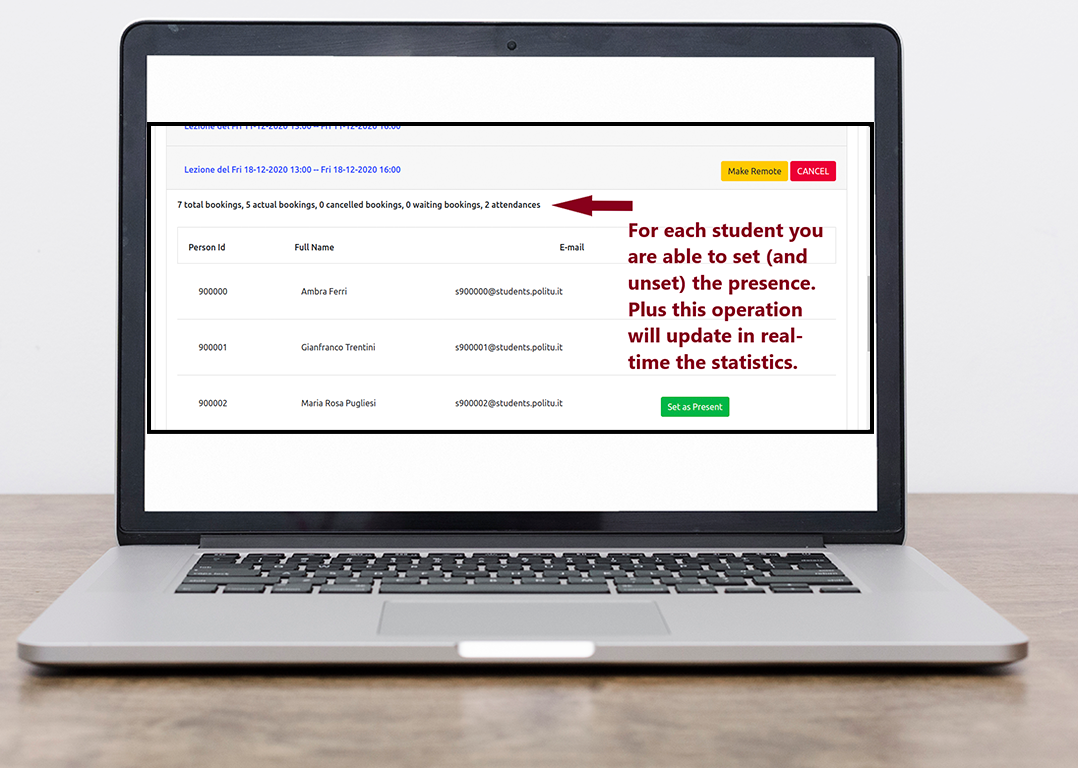 Lezione del Fri 11-12-2020 13:00 -- Fri 11-12-2020 16:00
Lezione del Fri 18-12-2020 13:00 -- Fri 18-12-2020 16:00
Make Remote
CANCEL
7 total bookings, 5 actual bookings, 0 cancelled bookings, 0 waiting bookings, 2 attendances
For each student you
are able to set (and
unset) the presence.
Plus this operation
will update in real-
time the statistics.
Person Id Full Name E-mail
900000 Ambra Ferri s900000@students.politu.it
900001 Gianfranco Trentini s900001@students.politu.it
900002 Maria Rosa Pugliesi s900002@students.politu.it
Set as Present